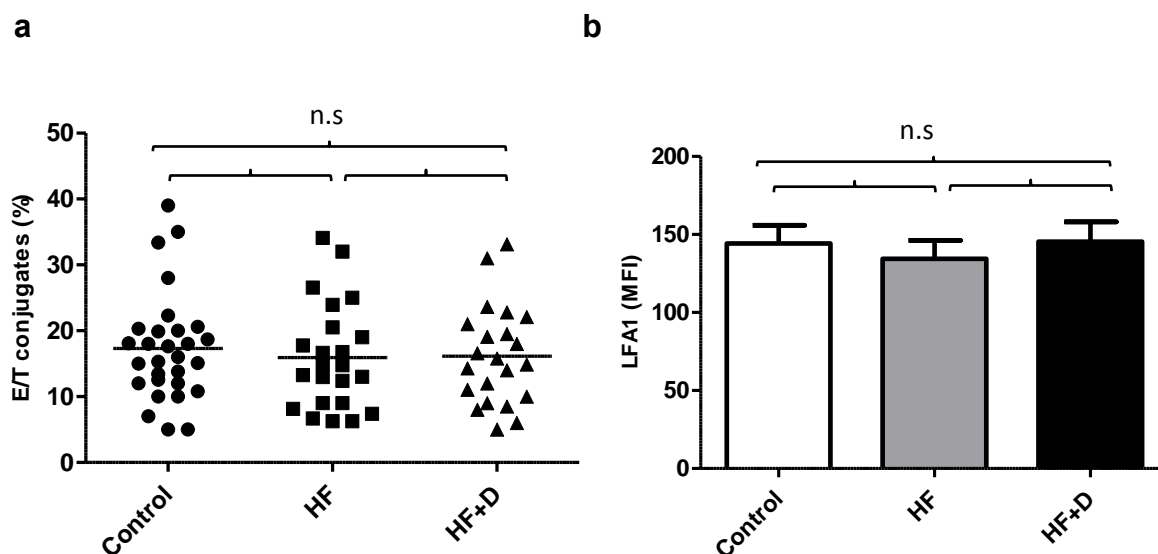 a
n.s
50
40
30
20
10
0
E/T conjugates (%)
Control
HF
HF+D
b
n.s
200
150
100
50
0
LFA1 (MFI)
Control
HF
HF+D